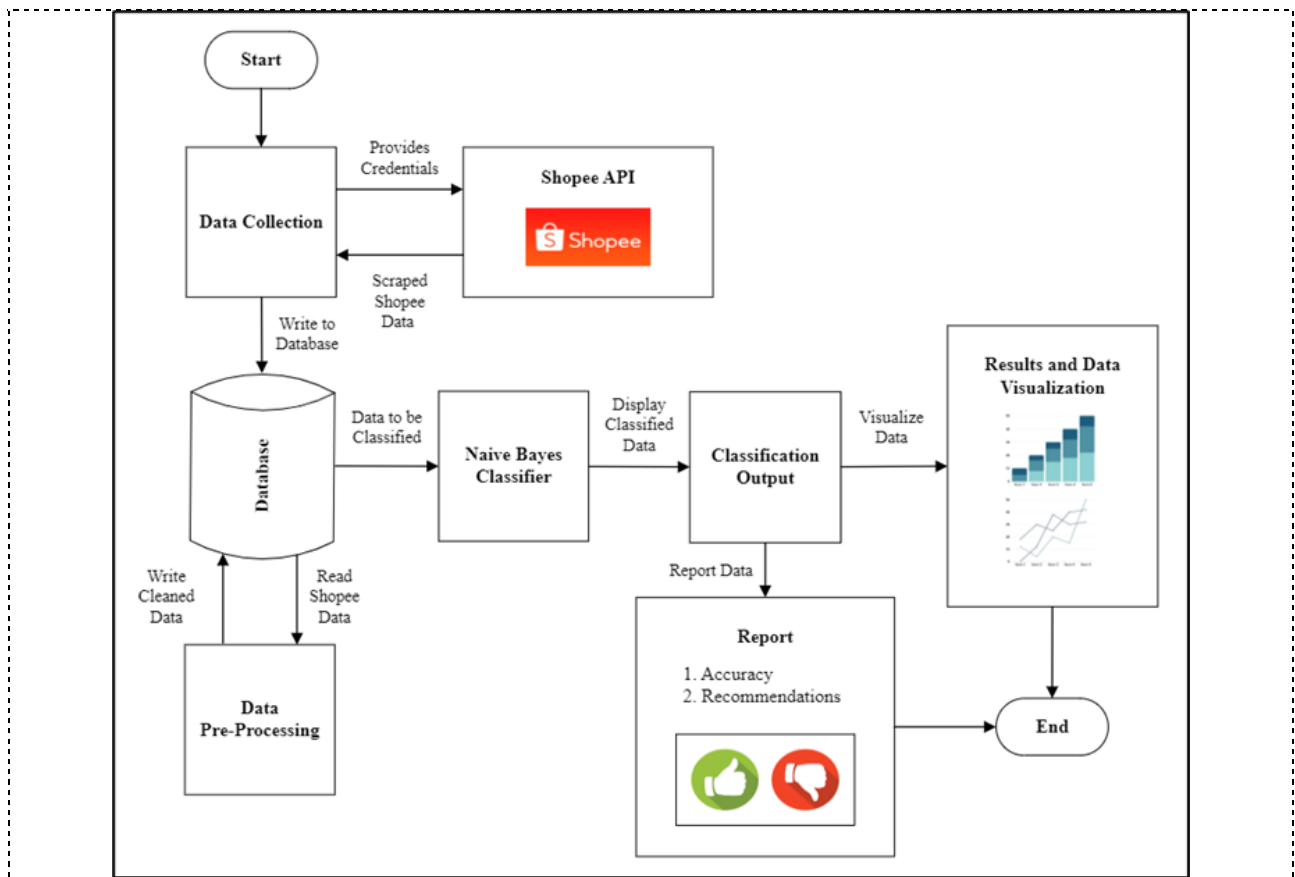 Start
Provides
Credentials
Shopee API
Data Collection
S Shopee
Scraped
Shopee
Data
Write to
Database
Results and Data
Visualization
Display
Classified
Data
Data to be
Classified
Visualize
Data
Database
Naive Bayes
Classifier
Classification
Output
Write
Cleaned
Data
Read
Shopee
Data
Report Data
Report
1. Accuracy
2. Recommendations
Data
Pre-Processing
End